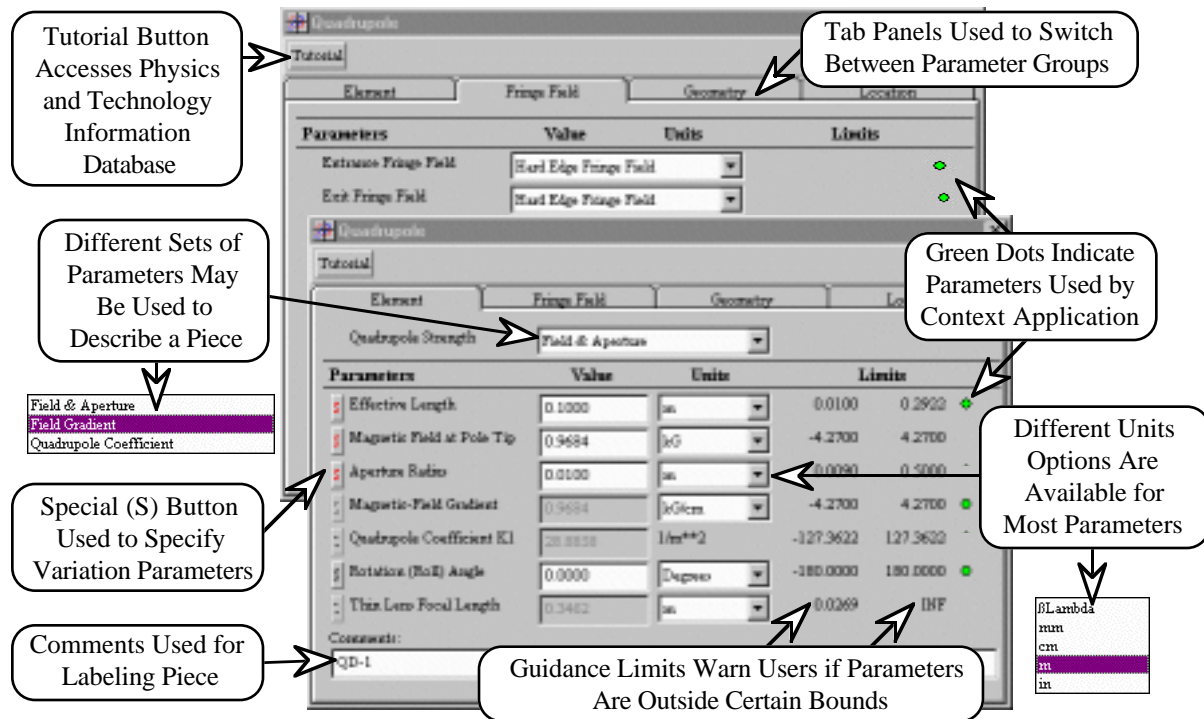 Quadrupole
Tutorial
Element Fringe Field Geometry Location
Parameters Value Units Limits
Entrance Fringe Field Hard Edge Fringe Field
Exit Fringe Field Hard Edge Fringe Field
Tutorial Button
Accesses Physics
and Technology
Information
Database
Tab Panels Used to Switch
Between Parameter Groups
Different Sets of
Parameters May
Be Used to
Describe a Piece
Green Dots Indicate
Parameters Used by
Context Application
Quadrupole
Tutorial
Element Fringe Field Geometry
Quadrupole Strength Field & Aperture
Parameters Value Units Limits
S Effective Length 0.1000 m 0.0100 0.2922
S Magnetic Field at Pole Tip 0.9684 kG -4.2700 4.2700
S Aperture Radius 0.0100 m 0.0090 0.5000
S Magnetic-Field Gradient 0.9684 kG/cm -4.2700 4.2700
Quadrupole Coefficient K1 28.8838 1/m**2 -127.3622 127.3622
S Rotation (Roll) Angle 0.0000 Degrees -180.0000 180.0000
Thin Lens Focal Length 0.3462 m 0.0269 INF
Comments:
QD-1
Field & Aperture
Field Gradient
Quadrupole Coefficient
Special (S) Button
Used to Specify
Variation Parameters
Comments Used for
Labeling Piece
Different Units
Options Are
Available for
Most Parameters
ßLambda
mm
cm
m
in
Guidance Limits Warn Users if Parameters
Are Outside Certain Bounds